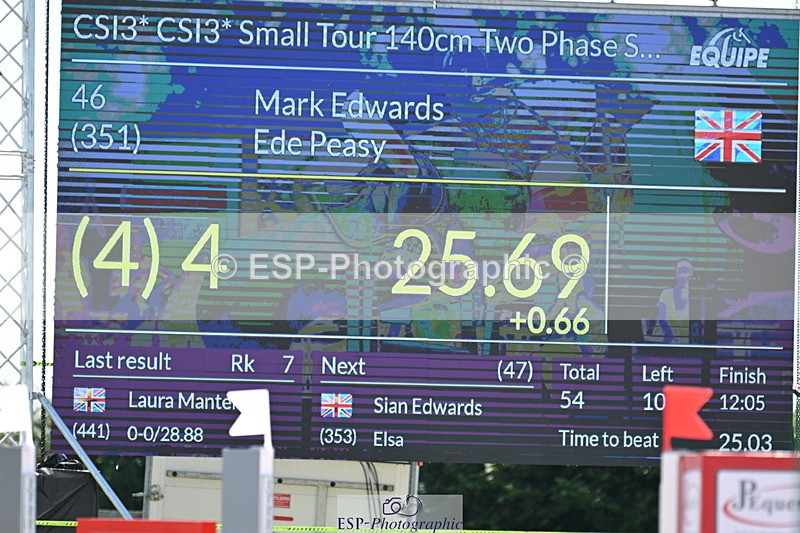 CSI3* CSI3* Small Tour 140cm Two Phase S...
EQUIPE
46 Mark Edwards
(351) Ede Peasy
(4) 4 25.69
+0.66
© ESP-Photographic ©
Last result Rk 7
Laura Mante
(441) 0-0/28.88
Next (47)
Sian Edwards
(353) Elsa
Total Left Finish
54 10 12:05
Time to beat 25.03
JPEque
ESP-Photographic